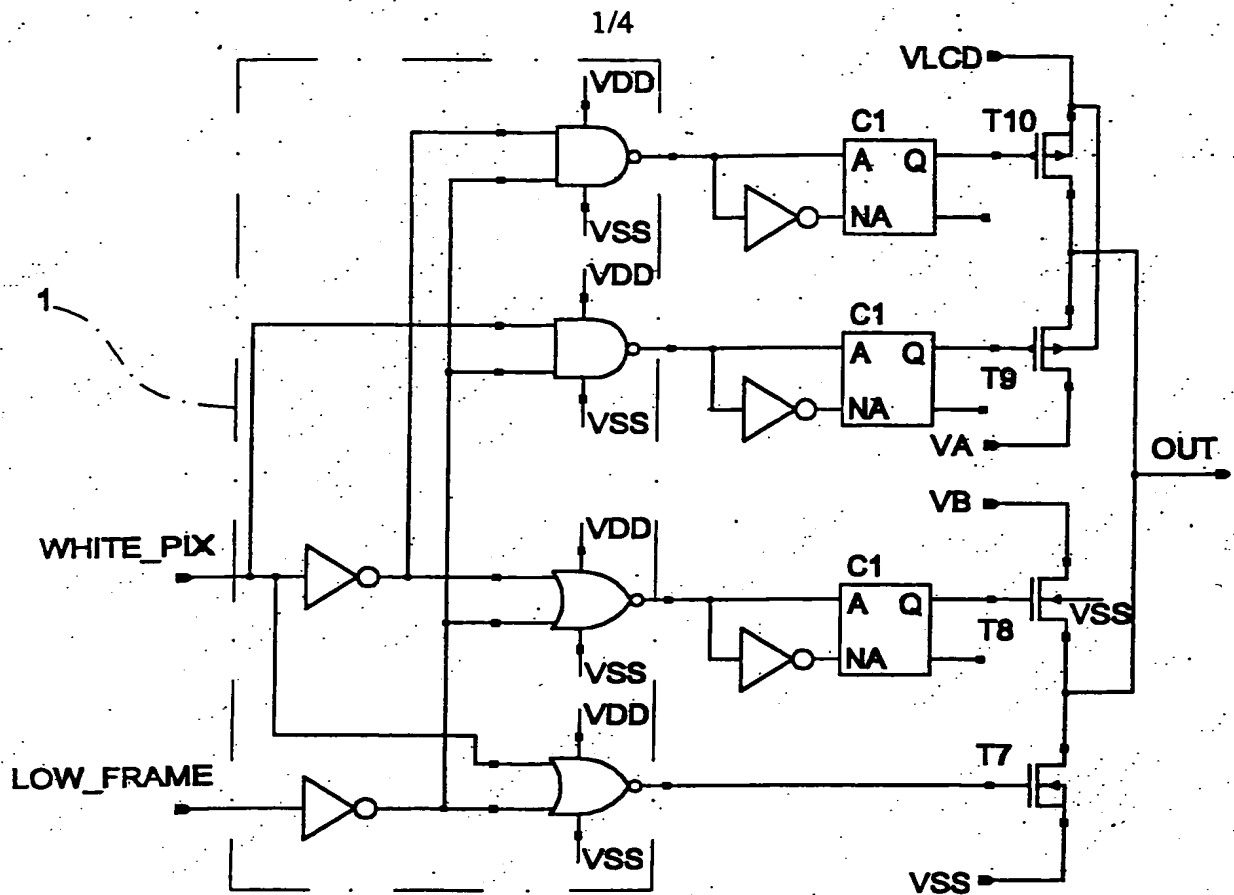 1/4
VLCD
VDD
C1
T10
A Q
NA
VSS
VDD
1
C1
A Q
T9
NA
VSS
VA
OUT
VB
WHITE_PIX
VDD
C1
A Q
VSS
T8
NA
VSS
VDD
T7
LOW_FRAME
VSS
VSS